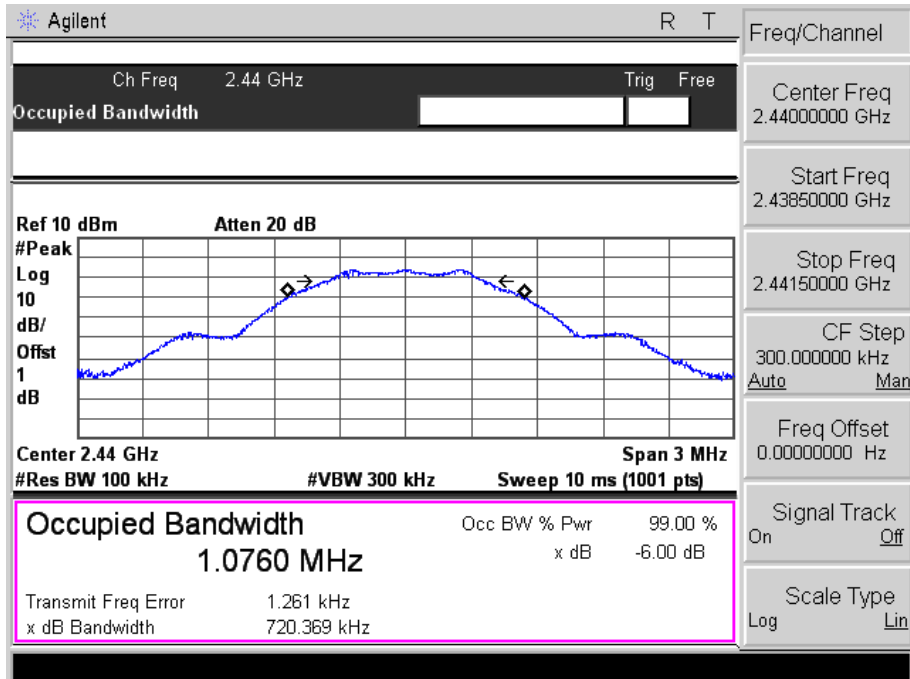 Agilent R T
Ch Freq 2.44 GHz Trig Free
Occupied Bandwidth
Ref 10 dBm Atten 20 dB
#Peak
Log
10
dB/
Offst
1
dB
Center 2.44 GHz Span 3 MHz
#Res BW 100 kHz #VBW 300 kHz Sweep 10 ms (1001 pts)
Occupied Bandwidth
1.0760 MHz
Occ BW % Pwr 99.00 %
x dB -6.00 dB
Transmit Freq Error 1.261 kHz
x dB Bandwidth 720.369 kHz
Freq/Channel
Center Freq
2.44000000 GHz
Start Freq
2.43850000 GHz
Stop Freq
2.44150000 GHz
CF Step
300.000000 kHz
Auto Man
Freq Offset
0.00000000 Hz
Signal Track
On Off
Scale Type
Log Lin